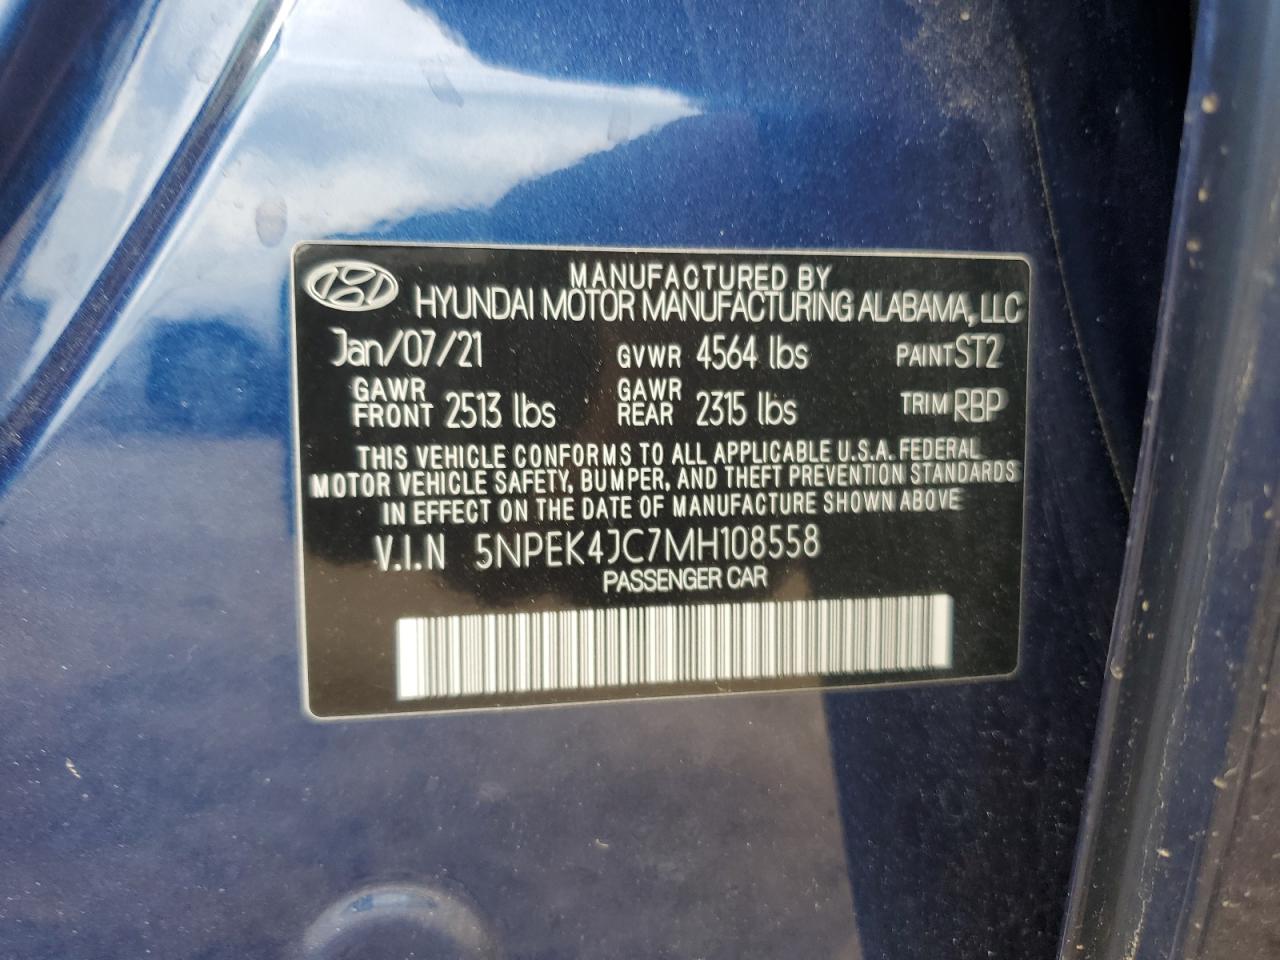 MANUFACTURED BY
HYUNDAI MOTOR MANUFACTURING ALABAMA, LLC
Jan/07/21 GVWR 4564 lbs PAINT ST2
GAWR FRONT 2513 lbs GAWR REAR 2315 lbs TRIM RBP
THIS VEHICLE CONFORMS TO ALL APPLICABLE U.S.A. FEDERAL
MOTOR VEHICLE SAFETY, BUMPER, AND THEFT PREVENTION STANDARDS
IN EFFECT ON THE DATE OF MANUFACTURE SHOWN ABOVE
V.I.N 5NPEK4JC7MH108558
PASSENGER CAR